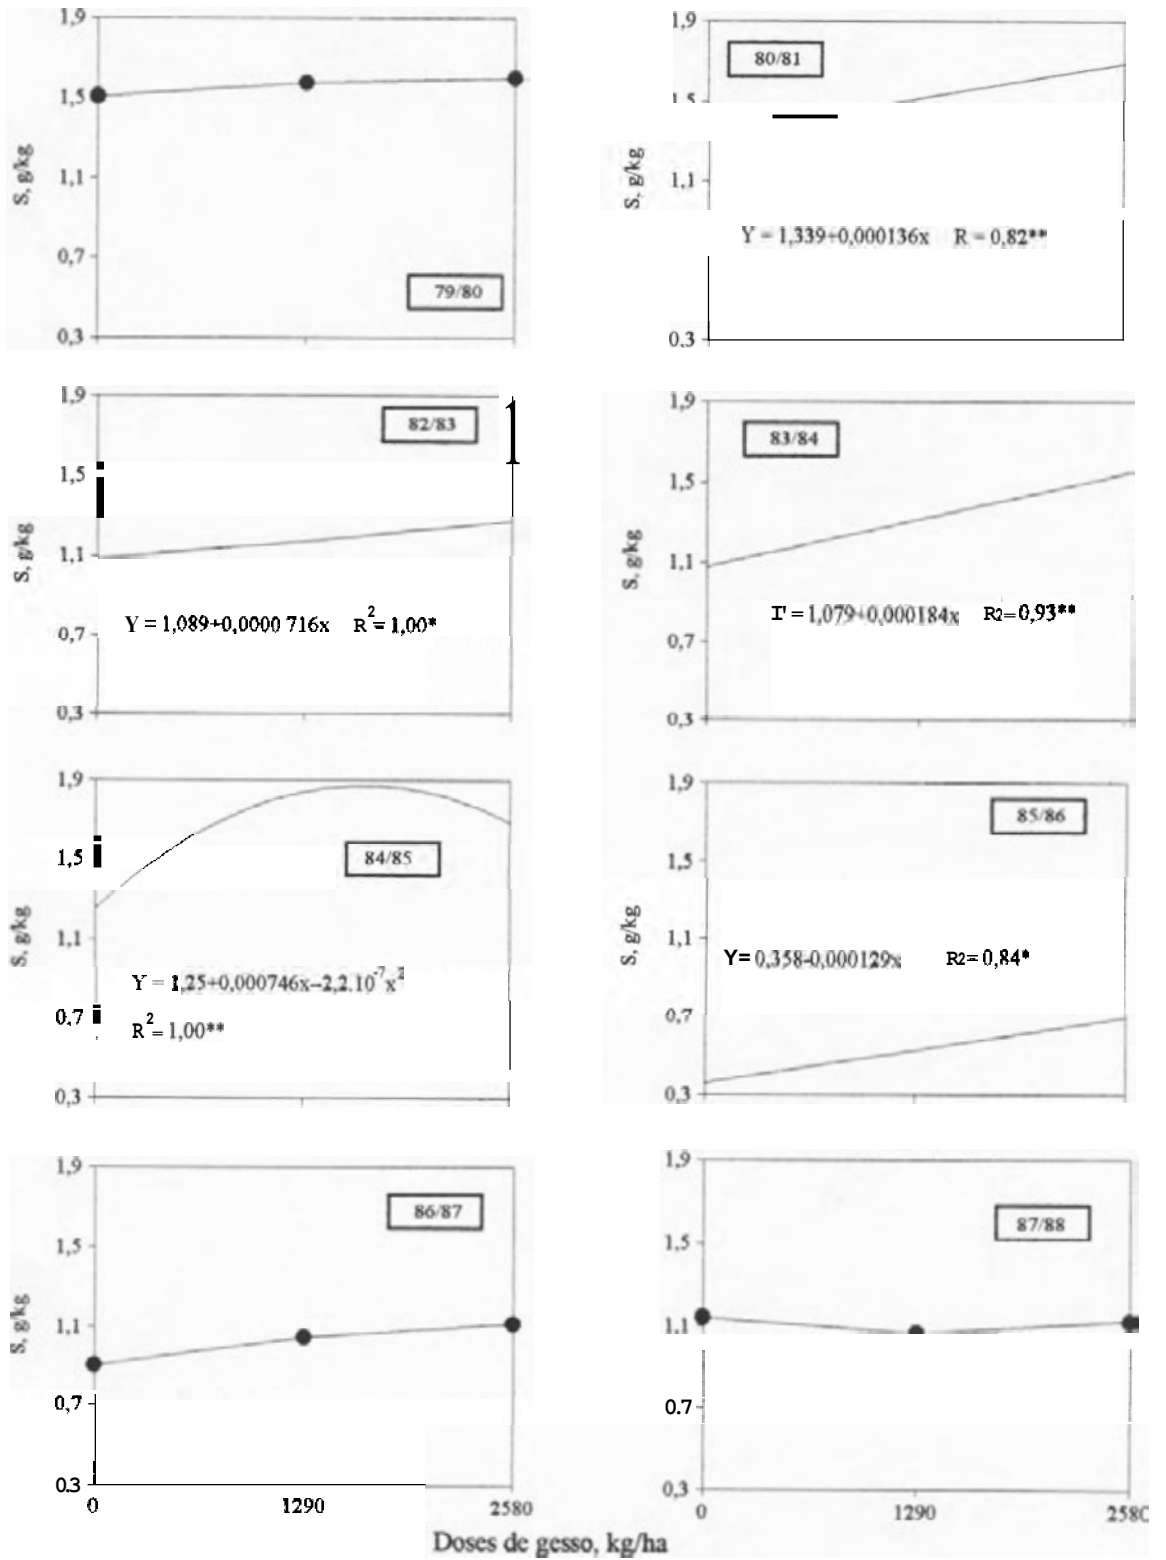 1,9
1,5
1,1
0,7
0,3
S, g/kg
79/80
1,9
1,5
1,1
0.3
S, g/kg
80/81
Y = 1,339+0,000136x R = 0,82**
1,9
1,5
1,1
0,7
0,3
S, g/kg
82/83
Y = 1,089+0,0000 716x R2 = 1,00*
1,9
1,5
1,1
0,7
0,3
S, g/kg
83/84
= 1,079+0,000184x R2= 0,93**
1,9
1,5
1,1
0.7
0,3
S, g/kg
84/85
Y = 1,25+0,000746x–2,2.10-7x2
R2= 1,00**
1,9
1,5
1,1
0,7
0,3
S, g/kg
85/86
Y= 0,358-0,000129x R2= 0,84*
1,9
1,5
1,1
0,7
0.3
S, g/kg
86/87
0 1290 2580
1,9
1,5
1,1
0.7
0,3
87/88
0 1290 2580
Doses de gesso, kg/ha